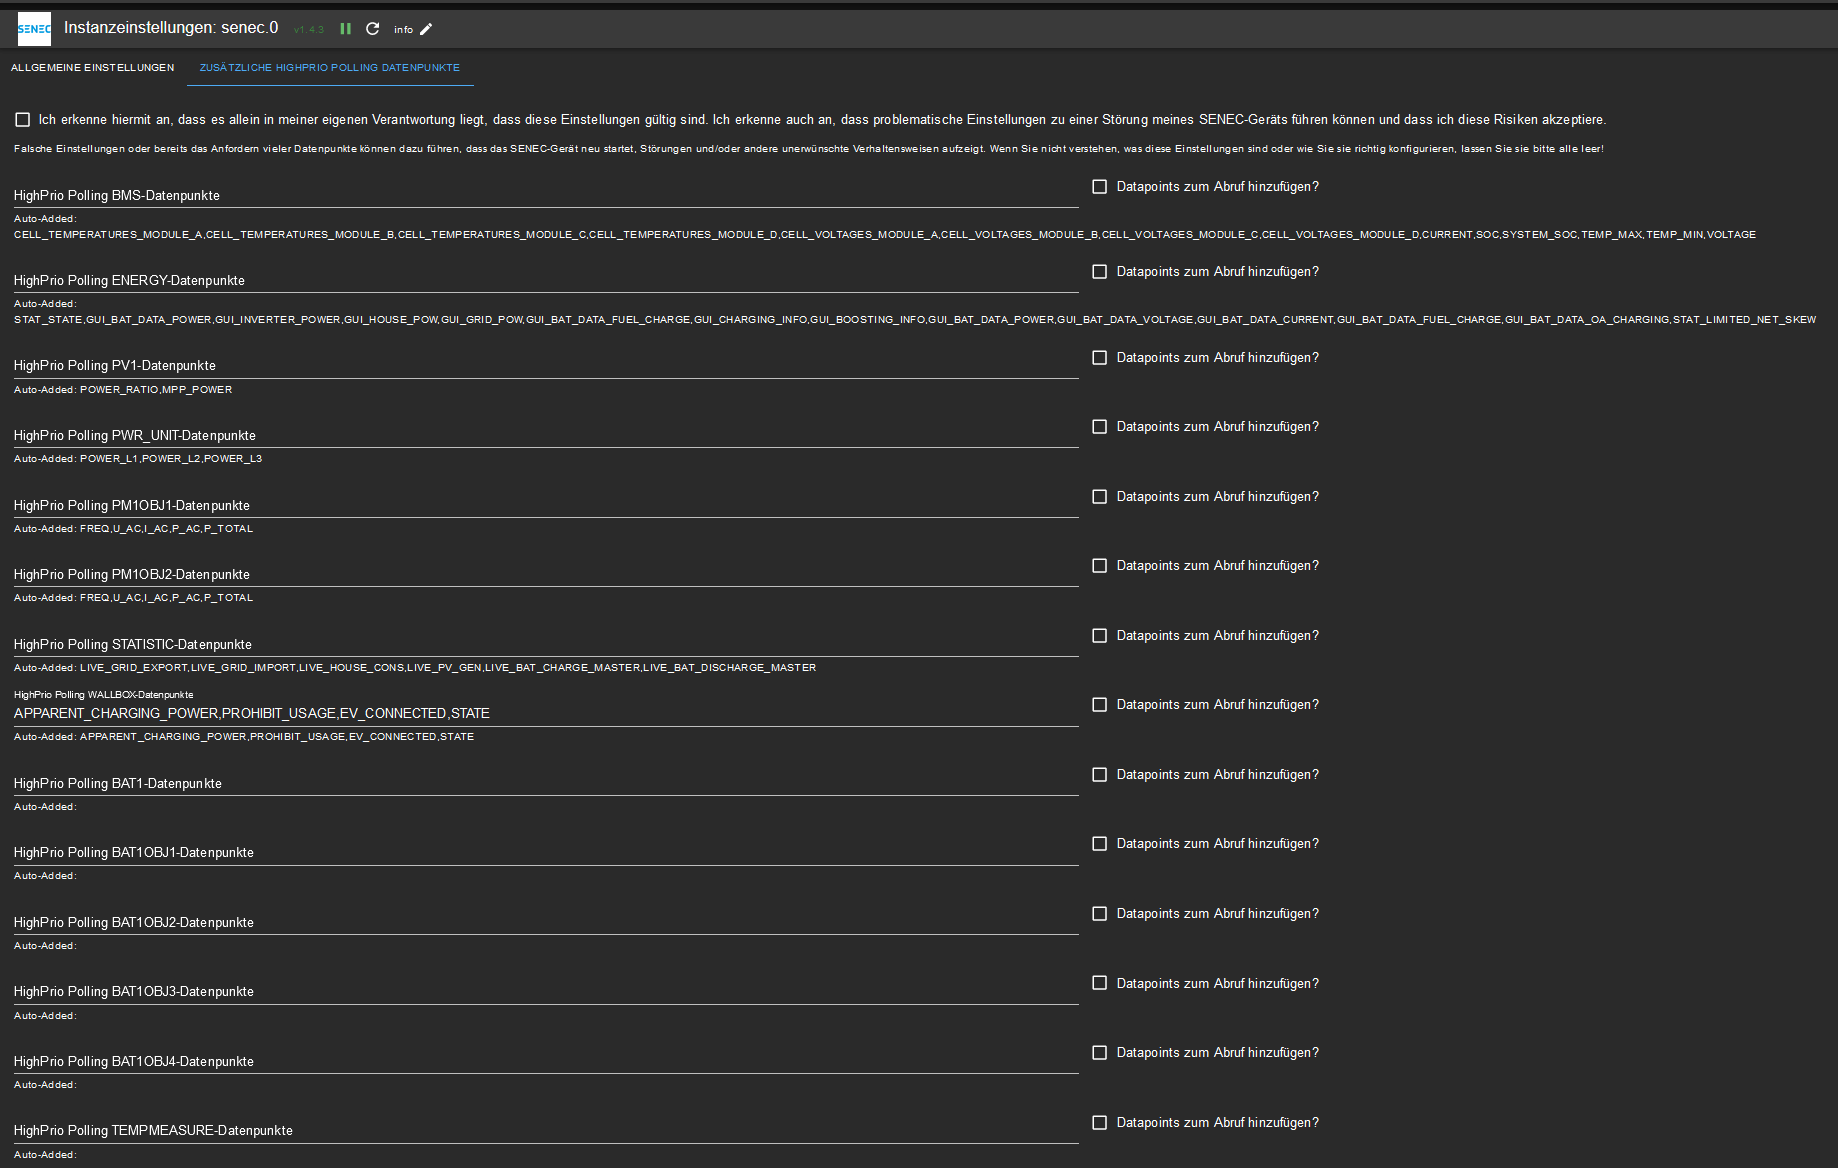 SENEC Instanzeinstellungen: senec.0 v1.4.3 info
ALLGEMEINE EINSTELLUNGEN ZUSÄTZLICHE HIGHPRIO POLLING DATENPUNKTE
Ich erkenne hiermit an, dass es allein in meiner eigenen Verantwortung liegt, dass diese Einstellungen gültig sind. Ich erkenne auch an, dass problematische Einstellungen zu einer Störung meines SENEC-Geräts führen können und dass ich diese Risiken akzeptiere.
Falsche Einstellungen oder bereits das Anfordern vieler Datenpunkte können dazu führen, dass das SENEC-Gerät neu startet, Störungen und/oder andere unerwünschte Verhaltensweisen aufzeigt. Wenn Sie nicht verstehen, was diese Einstellungen sind oder wie Sie sie richtig konfigurieren, lassen Sie sie bitte alle leer!
HighPrio Polling BMS-Datenpunkte Datapoints zum Abruf hinzufügen?
Auto-Added:
CELL_TEMPERATURES_MODULE_A,CELL_TEMPERATURES_MODULE_B,CELL_TEMPERATURES_MODULE_C,CELL_TEMPERATURES_MODULE_D,CELL_VOLTAGES_MODULE_A,CELL_VOLTAGES_MODULE_B,CELL_VOLTAGES_MODULE_C,CELL_VOLTAGES_MODULE_D,CURRENT,SOC,SYSTEM_SOC,TEMP_MAX,TEMP_MIN,VOLTAGE
HighPrio Polling ENERGY-Datenpunkte Datapoints zum Abruf hinzufügen?
Auto-Added:
STAT_STATE,GUI_BAT_DATA_POWER,GUI_INVERTER_POWER,GUI_HOUSE_POW,GUI_GRID_POW,GUI_BAT_DATA_FUEL_CHARGE,GUI_CHARGING_INFO,GUI_BOOSTING_INFO,GUI_BAT_DATA_POWER,GUI_BAT_DATA_VOLTAGE,GUI_BAT_DATA_CURRENT,GUI_BAT_DATA_FUEL_CHARGE,GUI_BAT_DATA_OA_CHARGING,STAT_LIMITED_NET_SKEW
HighPrio Polling PV1-Datenpunkte Datapoints zum Abruf hinzufügen?
Auto-Added: POWER_RATIO,MPP_POWER
HighPrio Polling PWR_UNIT-Datenpunkte Datapoints zum Abruf hinzufügen?
Auto-Added: POWER_L1,POWER_L2,POWER_L3
HighPrio Polling PM1OBJ1-Datenpunkte Datapoints zum Abruf hinzufügen?
Auto-Added: FREQ,U_AC,I_AC,P_AC,P_TOTAL
HighPrio Polling PM1OBJ2-Datenpunkte Datapoints zum Abruf hinzufügen?
Auto-Added: FREQ,U_AC,I_AC,P_AC,P_TOTAL
HighPrio Polling STATISTIC-Datenpunkte Datapoints zum Abruf hinzufügen?
Auto-Added: LIVE_GRID_EXPORT,LIVE_GRID_IMPORT,LIVE_HOUSE_CONS,LIVE_PV_GEN,LIVE_BAT_CHARGE_MASTER,LIVE_BAT_DISCHARGE_MASTER
HighPrio Polling WALLBOX-Datenpunkte
APPARENT_CHARGING_POWER,PROHIBIT_USAGE,EV_CONNECTED,STATE Datapoints zum Abruf hinzufügen?
Auto-Added: APPARENT_CHARGING_POWER,PROHIBIT_USAGE,EV_CONNECTED,STATE
HighPrio Polling BAT1-Datenpunkte Datapoints zum Abruf hinzufügen?
Auto-Added:
HighPrio Polling BAT1OBJ1-Datenpunkte Datapoints zum Abruf hinzufügen?
Auto-Added:
HighPrio Polling BAT1OBJ2-Datenpunkte Datapoints zum Abruf hinzufügen?
Auto-Added:
HighPrio Polling BAT1OBJ3-Datenpunkte Datapoints zum Abruf hinzufügen?
Auto-Added:
HighPrio Polling BAT1OBJ4-Datenpunkte Datapoints zum Abruf hinzufügen?
Auto-Added:
HighPrio Polling TEMPMEASURE-Datenpunkte Datapoints zum Abruf hinzufügen?
Auto-Added: